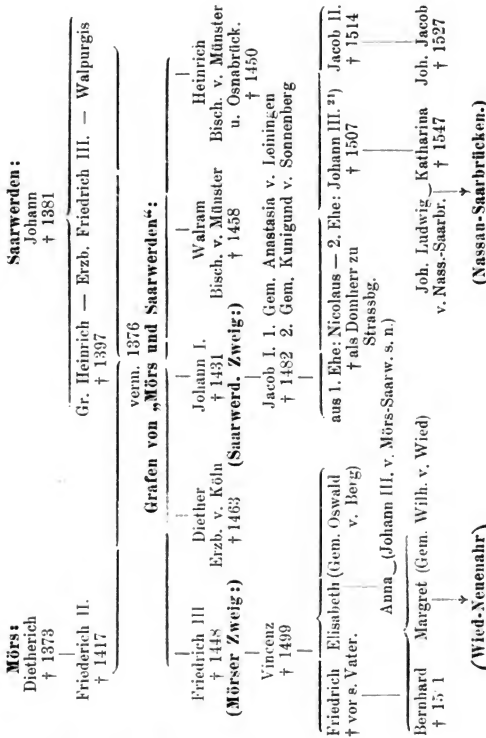 Mörs: Saarwerden:
Dietherich Johann
† 1373 † 1381
Friederich II. Gr. Heinrich — Erzb. Friedrich III. — Walpurgis
† 1417 † 1397
verm. 1376
Grafen von „Mörs und Saarwerden“:
Friedrich III Diether Johann I. Walram Heinrich
† 1448 Erzb. v. Köln † 1431 Bisch. v. Münster Bisch. v. Münster
(Mörser Zweig:) † 1463 (Saarwerd. Zweig:) † 1458 u. Osnabrück.
† 1450
Vincenz Jacob I. 1. Gem. Anastasia v. Leiningen
† 1499 † 1482 2. Gem. Kunigund v. Sonnenberg
Friedrich Elisabeth (Gem. Oswald aus 1. Ehe: Nicolaus — 2. Ehe: Johann III. ²¹) Jacob II.
† vor s. Vater. v. Berg) † als Domherr zu † 1507 † 1514
Strassbg.
Anna (Johann III. v. Mörs-Saarw. s. n.)
Bernhard Margret (Gem. Wilh. v. Wied) Joh. Ludwig Katharina Joh. Jacob
v. Nass.-Saarbr. † 1547 † 1527
(Wied-Neuenahr) (Nassau-Saarbrücken.)